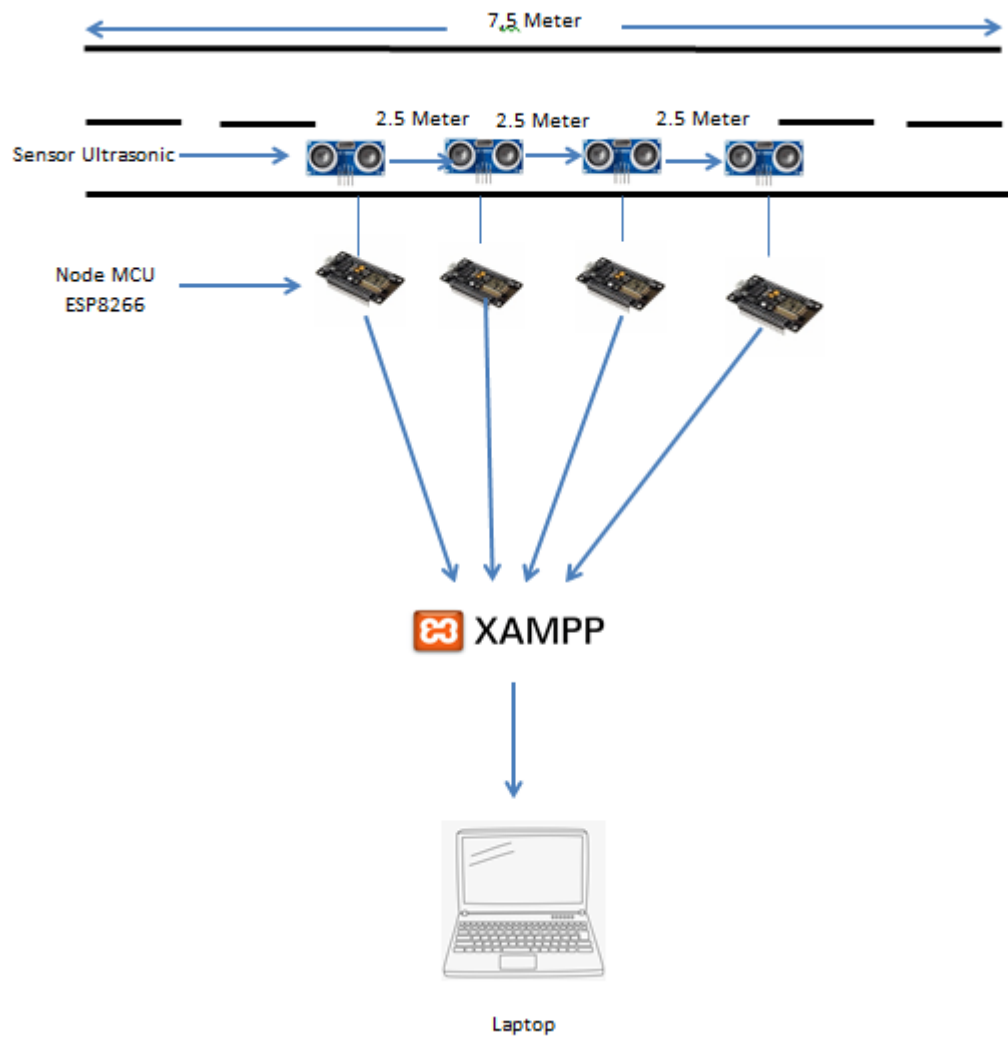 7,5 Meter
2.5 Meter
2.5 Meter
2.5 Meter
Sensor Ultrasonic
Node MCU
ESP8266
XAMPP
Laptop